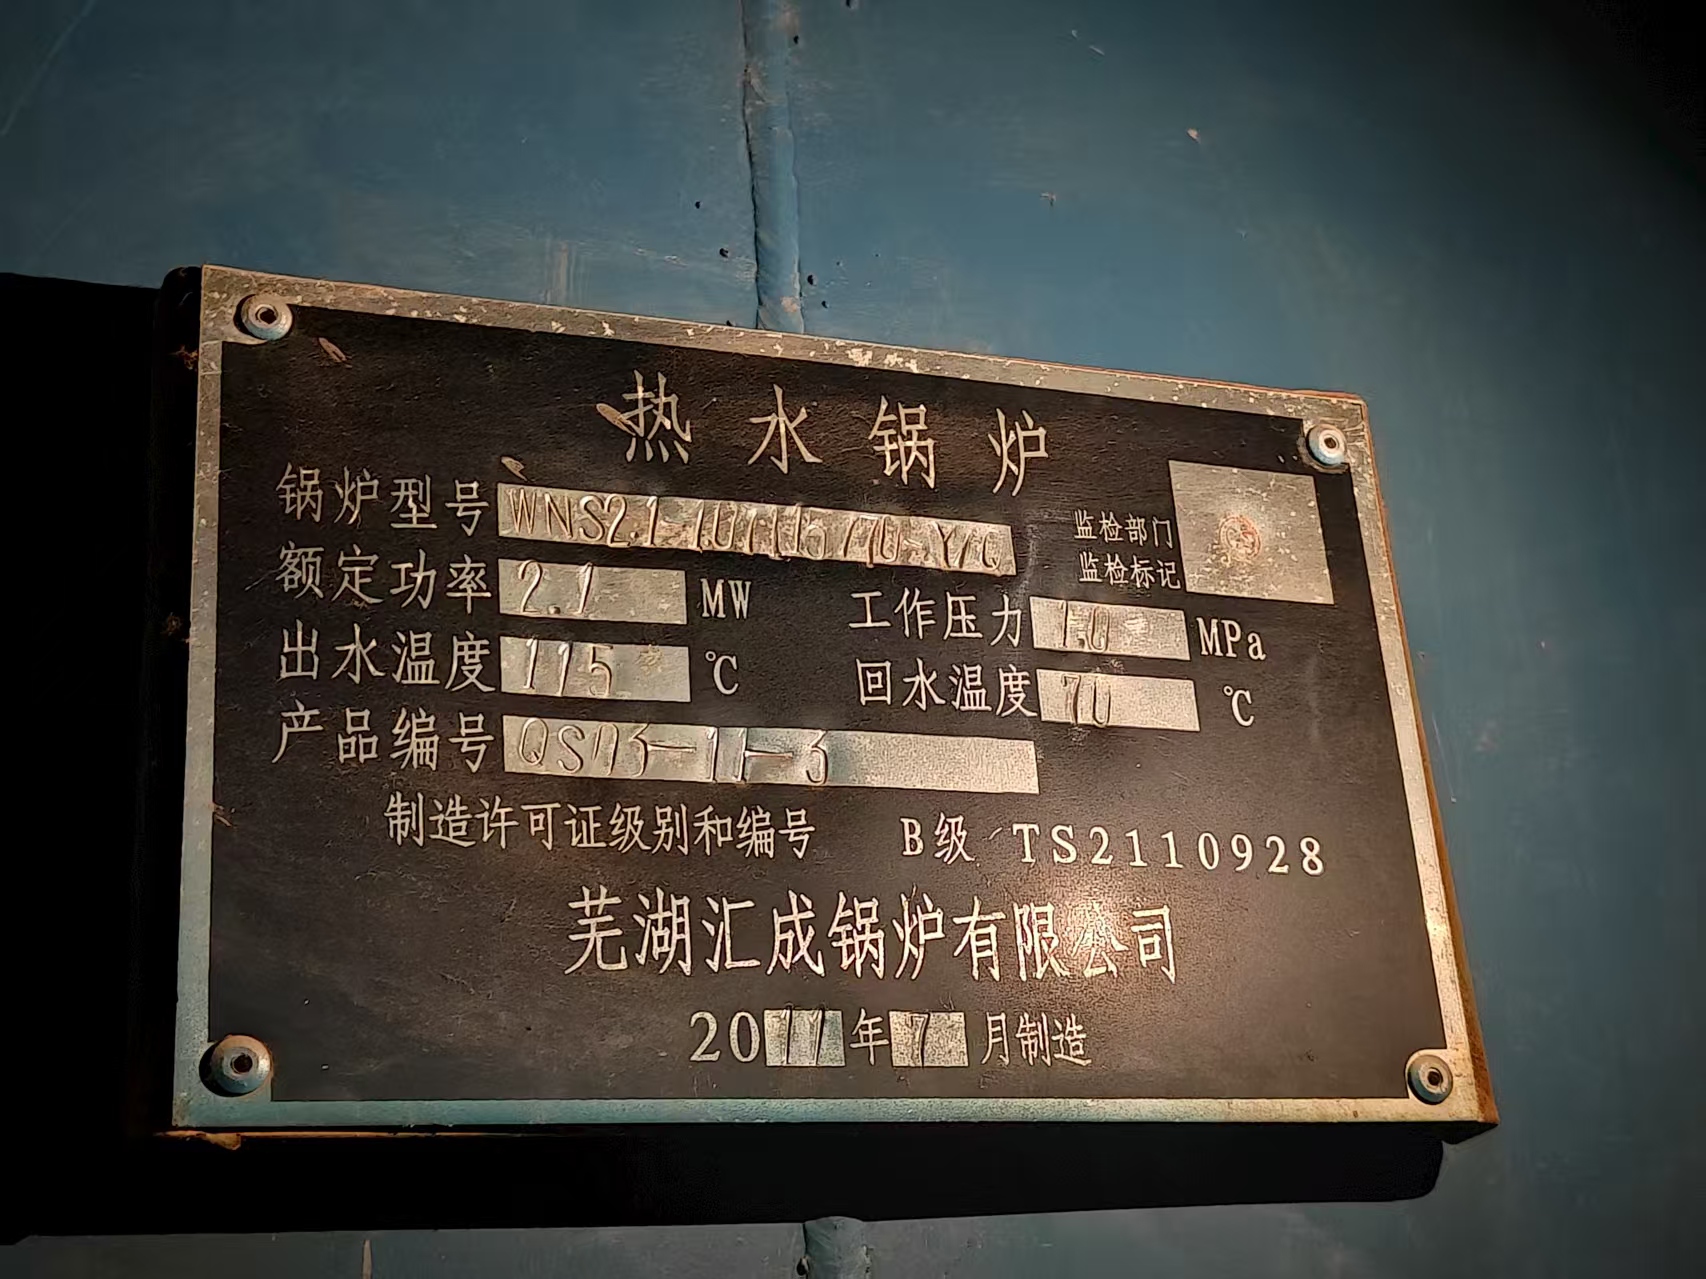 热水锅炉
锅炉型号 WNS2.1-1.0/115/70-Y/Q
监检部门
监检标记
额定功率 2.1 MW 工作压力 1.0 MPa
出水温度 115 ℃ 回水温度 70 ℃
产品编号 QS03-11-3
制造许可证级别和编号 B级 TS2110928
芜湖汇成锅炉有限公司
2011年7月制造